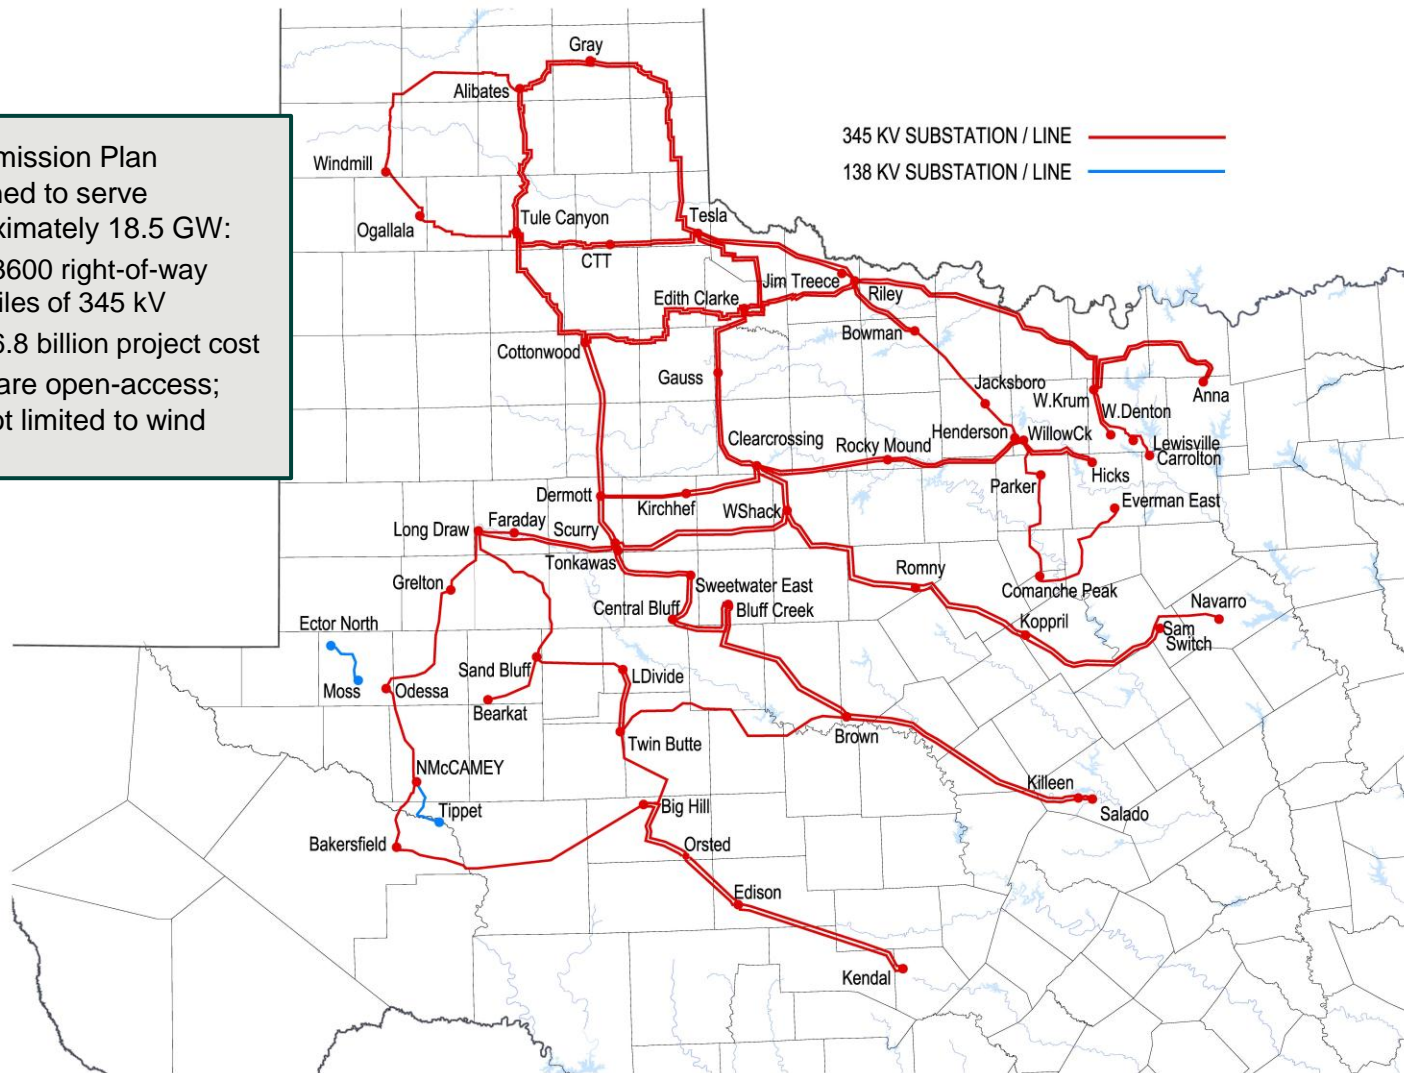 Gray
Alibates
345 KV SUBSTATION / LINE
138 KV SUBSTATION / LINE
mission Plan
ned to serve
ximately 18.5 GW:
3600 right-of-way
iles of 345 kV
6.8 billion project cost
are open-access;
ot limited to wind
Windmill
Ogallala
Tule Canyon
Tesla
CTT
Jim Treece
Riley
Edith Clarke
Bowman
Cottonwood
Gauss
Jacksboro
W.Krum
Anna
W.Denton
Clearcrossing
Rocky Mound
Henderson
WillowCk
Lewisville
Carrolton
Hicks
Parker
Dermott
Kirchhef
WShack
Everman East
Long Draw
Faraday
Scurry
Tonkawas
Grelton
Sweetwater East
Romny
Comanche Peak
Central Bluff
Bluff Creek
Navarro
Koppril
Sam
Switch
Ector North
Moss
Odessa
Sand Bluff
LDivide
Bearkat
Twin Butte
Brown
NMcCAMEY
Tippet
Big Hill
Killeen
Salado
Bakersfield
Orsted
Edison
Kendal